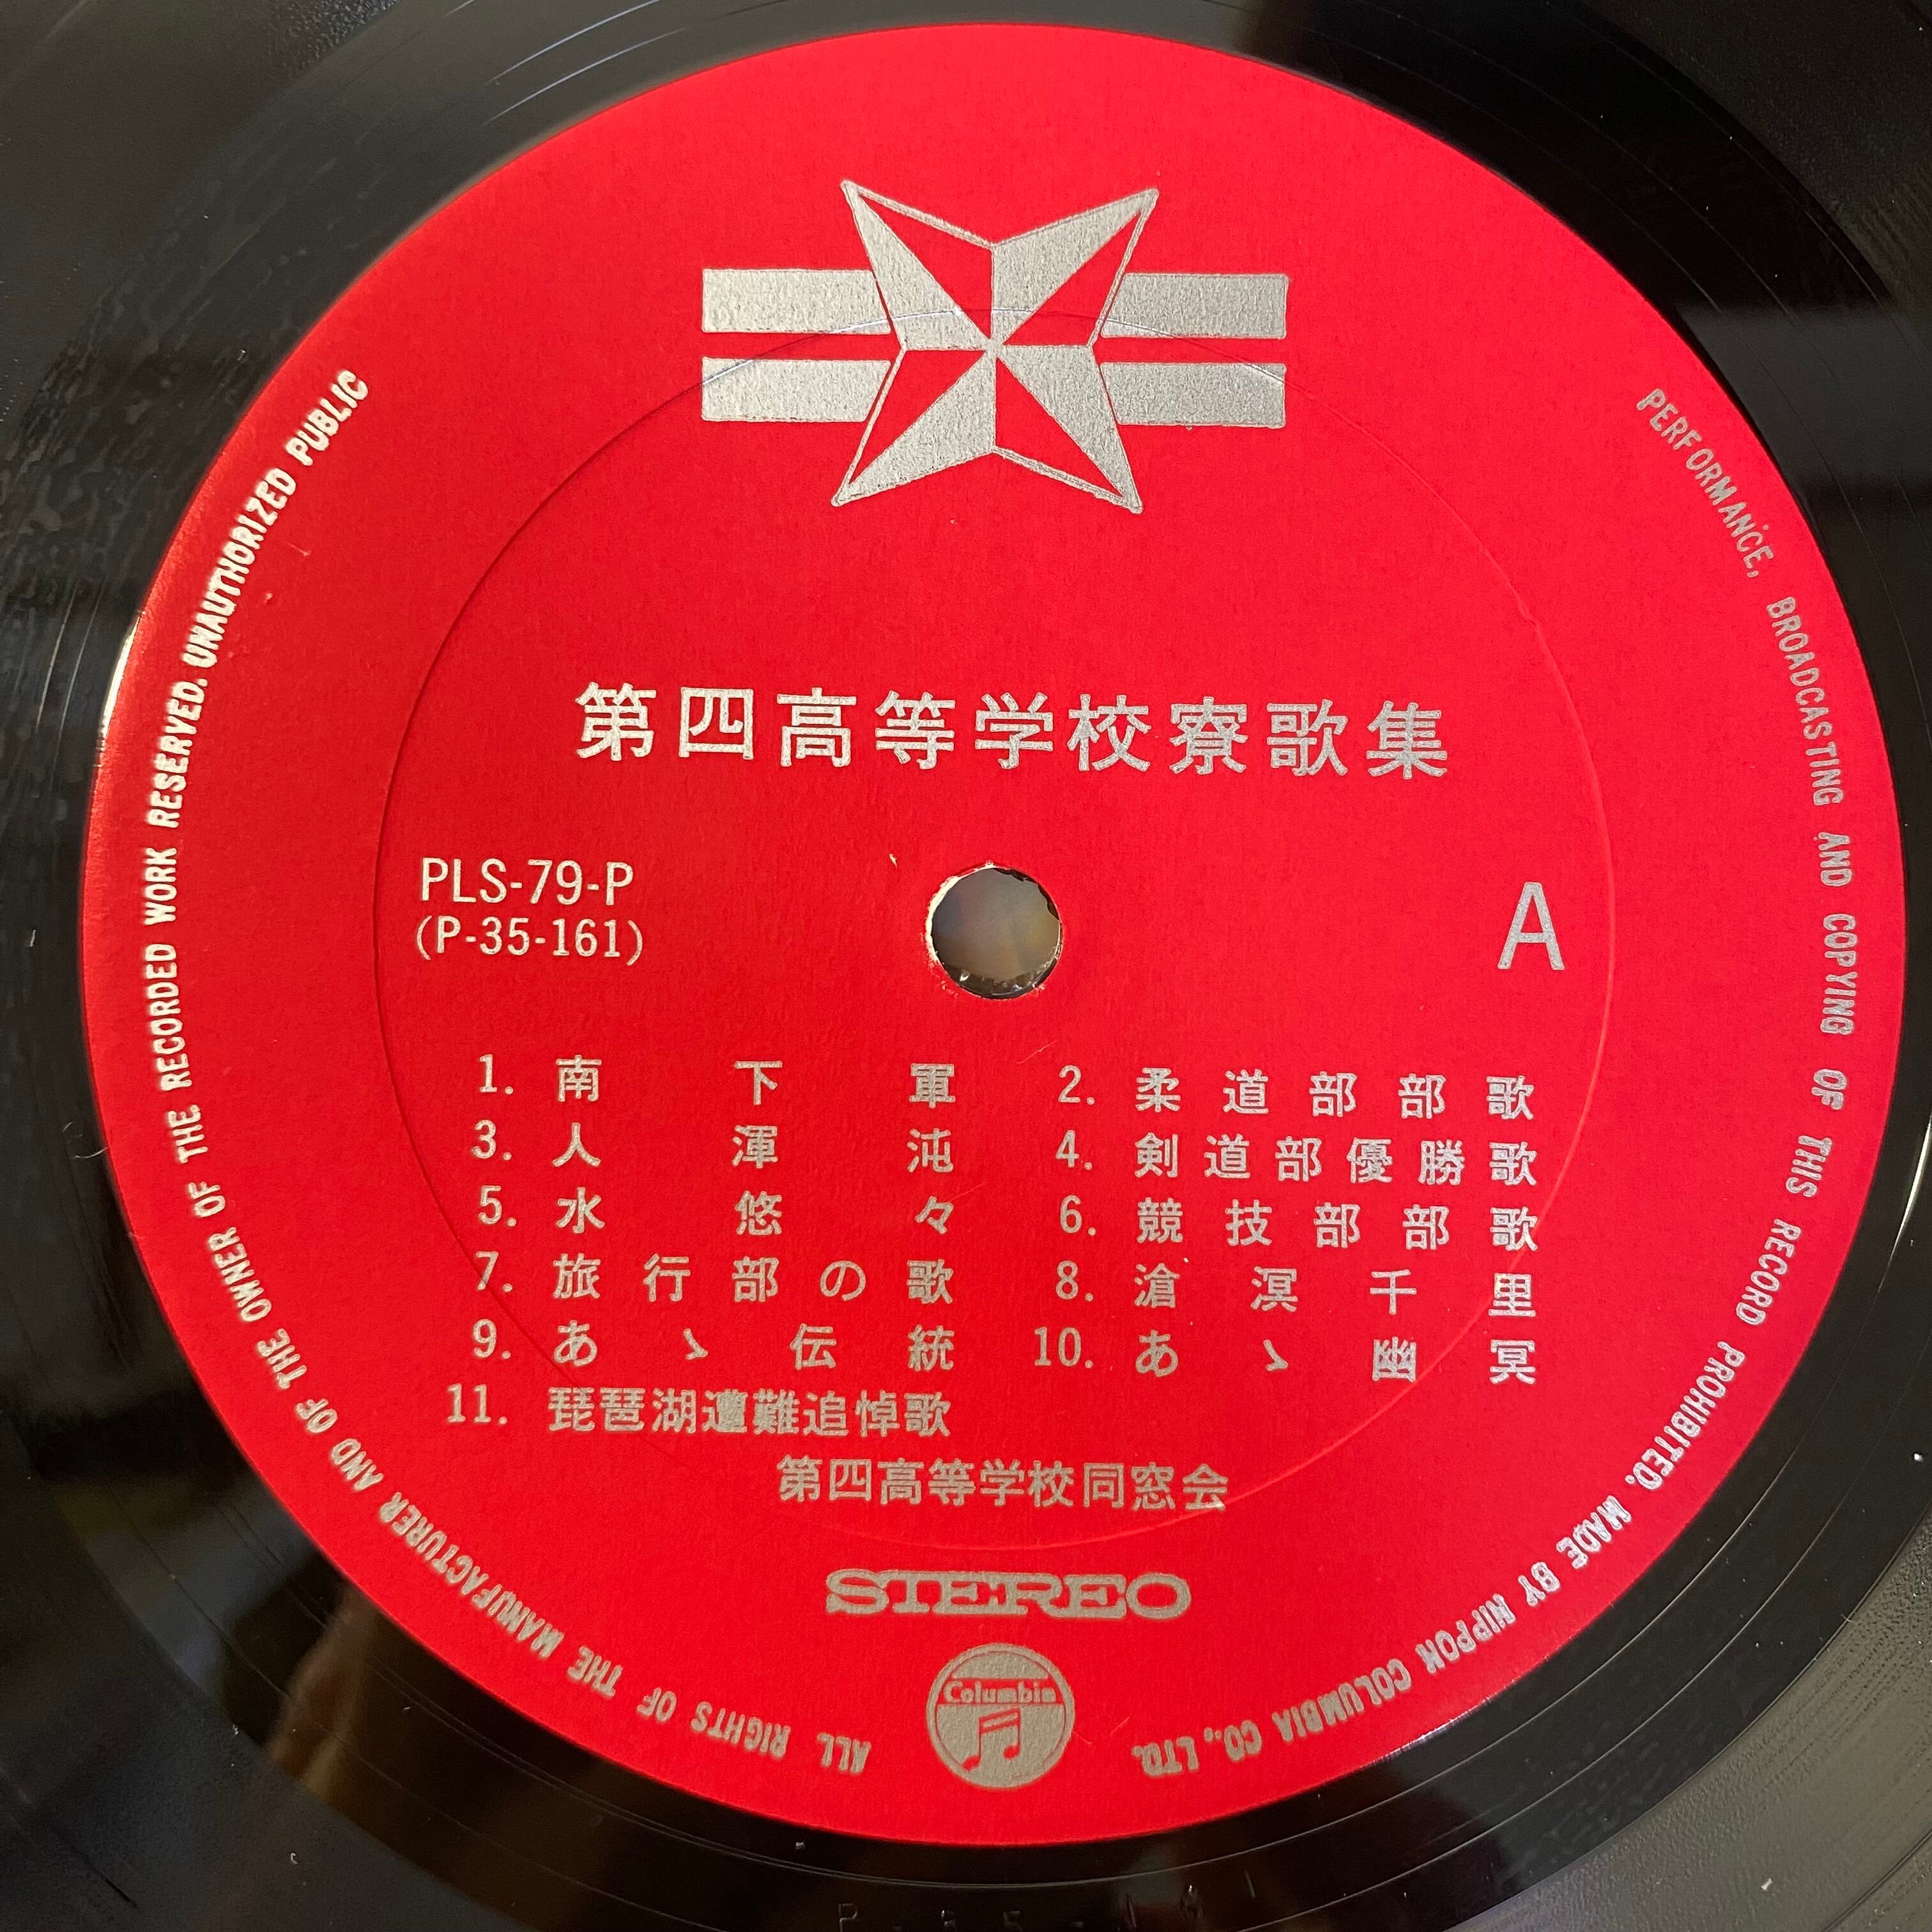 第四高等学校寮歌集
PLS-79-P
(P-35-161)
A
1. 南下軍
2. 柔道部部歌
3. 人渾沌
4. 剣道部優勝歌
5. 水悠々
6. 競技部部歌
7. 旅行部の歌
8. 滄溟千里
9. あゝ伝統
10. あゝ幽冥
11. 琵琶湖遭難追悼歌
第四高等学校同窓会
STEREO
Columbia
ALL RIGHTS OF THE MANUFACTURER AND OF THE OWNER OF THE RECORDED WORK RESERVED. UNAUTHORIZED PUBLIC PERFORMANCE, BROADCASTING AND COPYING OF THIS RECORD PROHIBITED. MADE BY NIPPON COLUMBIA CO., LTD.